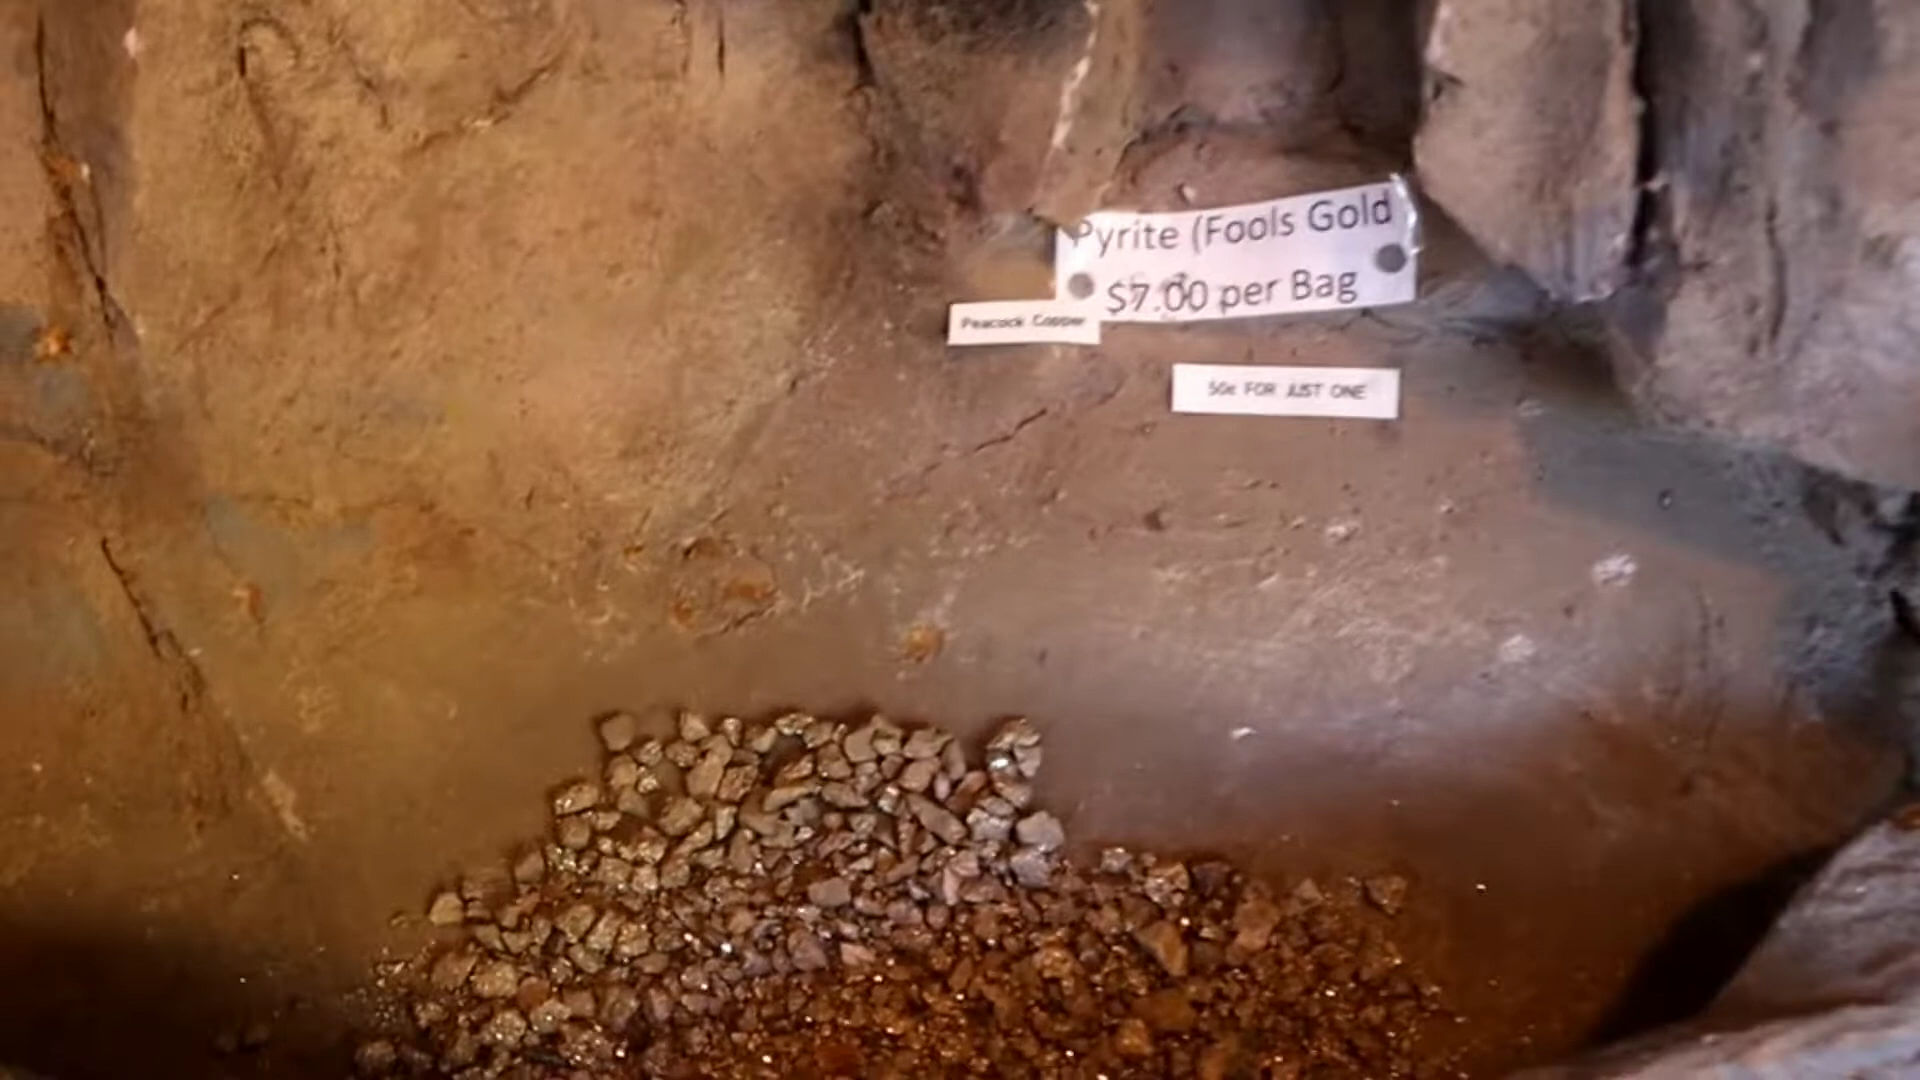 Pyrite (Fools Gold
$7.00 per Bag
Peacock Copper
50¢ FOR JUST ONE